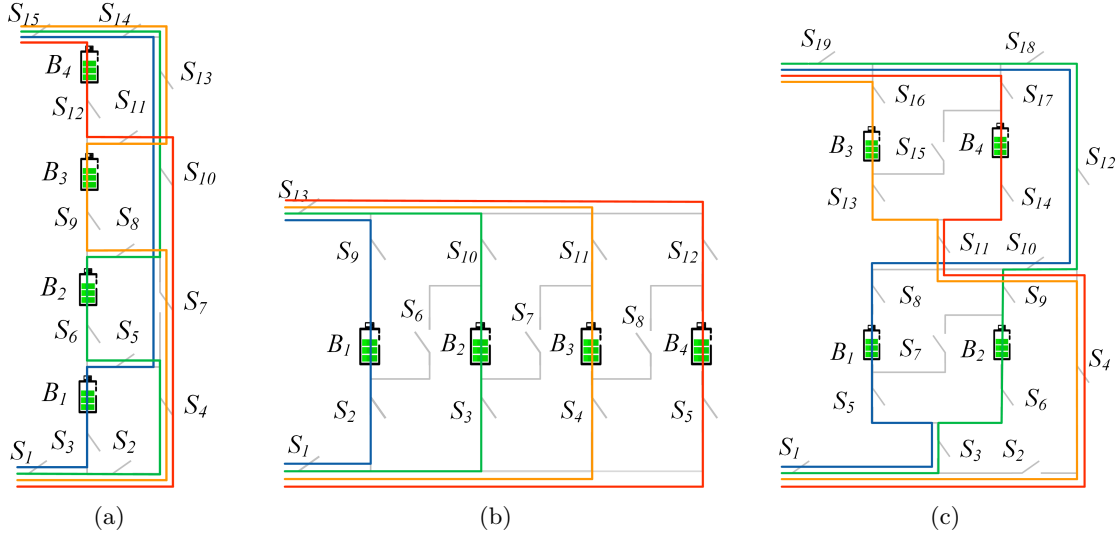 S15 S14
B4 S13
S12 S11
B3 S10
S9 S8
B2 S7
S6 S5
B1 S4
S3 S2
S1
(a)
S13
S9 S10 S11 S12
S6 S7 S8
B1 B2 B3 B4
S2 S3 S4 S5
S1
(b)
S19 S18
S16 S17
B3 S15 B4 S12
S13 S14
S11 S10
S8 S9
B1 S7 B2 S4
S5 S6
S1 S3 S2
(c)